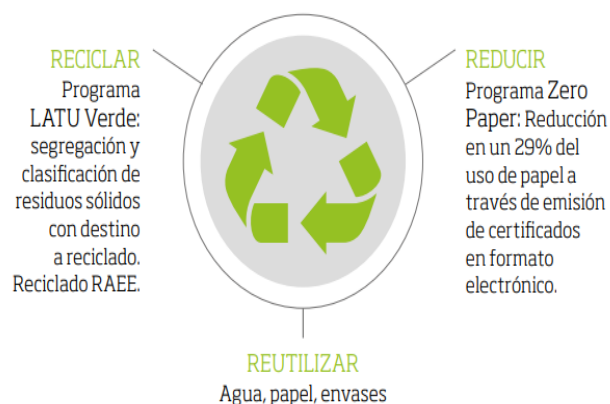 RECICLAR
Programa
LATU Verde:
segregación y
clasificación de
residuos sólidos
con destino
a reciclado.
Reciclado RAEE.
REDUCIR
Programa Zero
Paper: Reducción
en un 29% del
uso de papel a
través de emisión
de certificados
en formato
electrónico.
REUTILIZAR
Agua, papel, envases